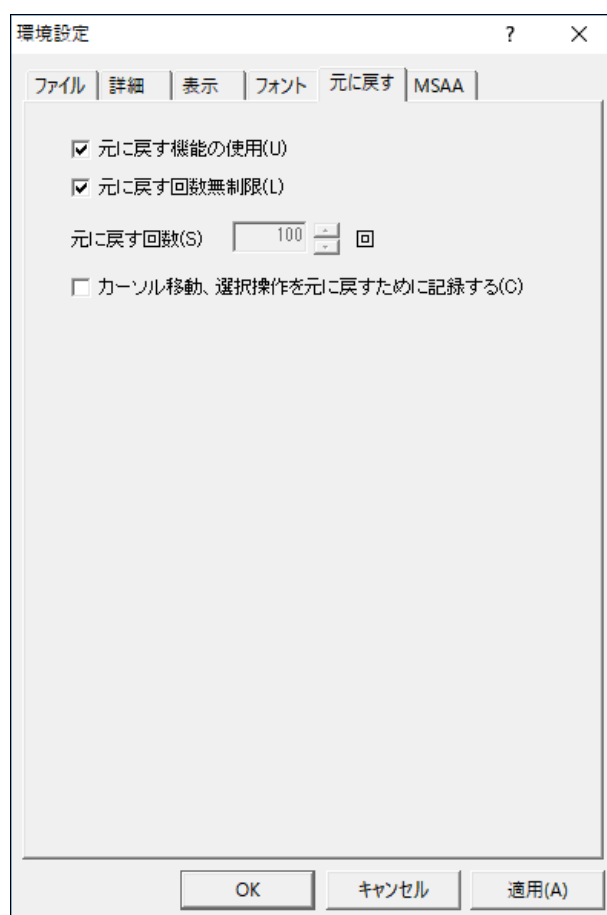 環境設定 ?
ファイル 詳細 表示 フォント 元に戻す MSAA
元に戻す機能の使用(U)
元に戻す回数無制限(L)
元に戻す回数(S) 100 回
カーソル移動、選択操作を元に戻すために記録する(C)
OK キャンセル 適用(A)